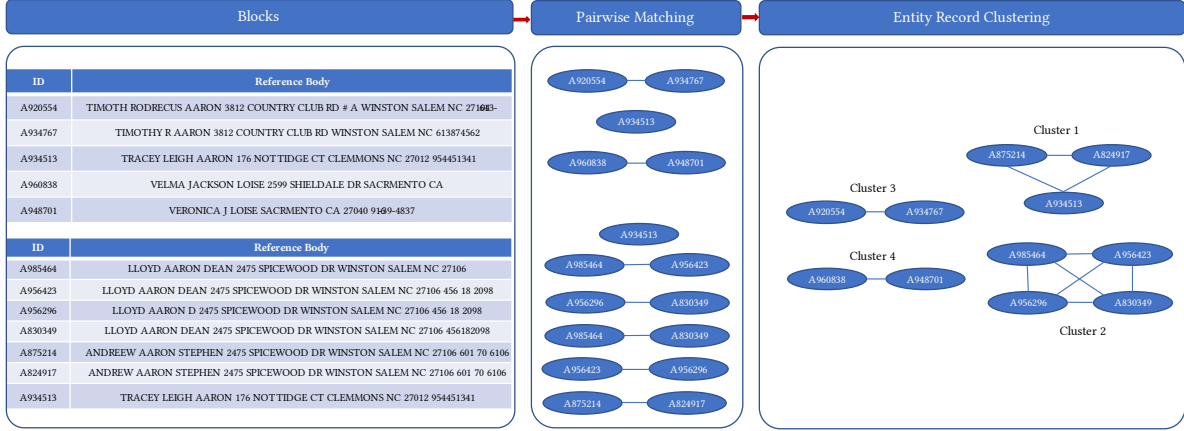 Blocks
Pairwise Matching
Entity Record Clustering
ID Reference Body
A920554 TIMOTH RODRECUS AARON 3812 COUNTRY CLUB RD # A WINSTON SALEM NC
A934767 TIMOTHY R AARON 3812 COUNTRY CLUB RD WINSTON SALEM NC 613874562
A934513 TRACEY LEIGH AARON 176 NOTTIDGE CT CLEMMONS NC 27012 954451341
A960838 VELMA JACKSON LOISE 2599 SHIELDALE DR SACRMENTO CA
A948701 VERONICA J LOISE SACRMENTO CA 27040
ID Reference Body
A985464 LLOYD AARON DEAN 2475 SPICEWOOD DR WINSTON SALEM NC 27106
A956423 LLOYD AARON DEAN 2475 SPICEWOOD DR WINSTON SALEM NC 27106 456 18 2098
A956296 LLOYD AARON D 2475 SPICEWOOD DR WINSTON SALEM NC 27106 456 18 2098
A830349 LLOYD AARON DEAN 2475 SPICEWOOD DR WINSTON SALEM NC 27106 456182098
A875214 ANDREEW AARON STEPHEN 2475 SPICEWOOD DR WINSTON SALEM NC 27106 601 70 6106
A824917 ANDREW AARON STEPHEN 2475 SPICEWOOD DR WINSTON SALEM NC 27106 601 70 6106
A934513 TRACEY LEIGH AARON 176 NOTTIDGE CT CLEMMONS NC 27012 954451341
A920554 A934767
A934513
A960838 A948701
A934513
A985464 A956423
A956296 A830349
A985464 A830349
A956423 A956296
A875214 A824917
Cluster 1
A875214 A824917
A934513
Cluster 3
A920554 A934767
Cluster 4
A960838 A948701
A985464 A956423
A956296 A830349
Cluster 2